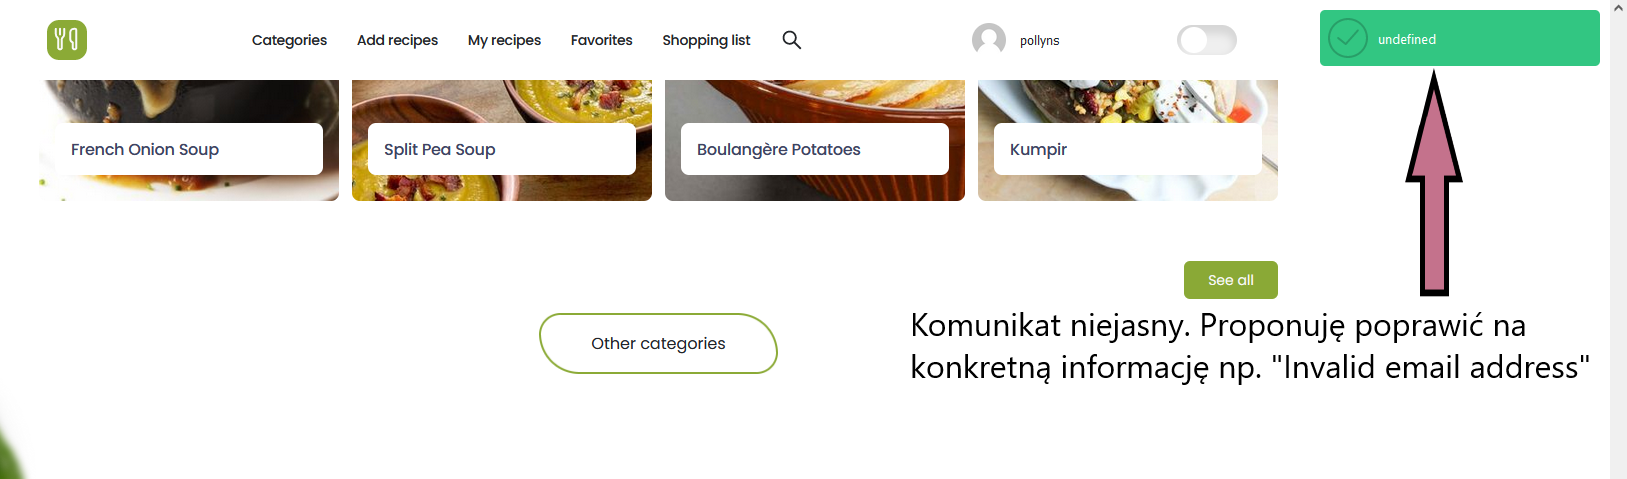 Categories
Add recipes
My recipes
Favorites
Shopping list
pollyns
undefined
French Onion Soup
Split Pea Soup
Boulangère Potatoes
Kumpir
See all
Other categories
Komunikat niejasny. Proponuję poprawić na
konkretną informację np. "Invalid email address"